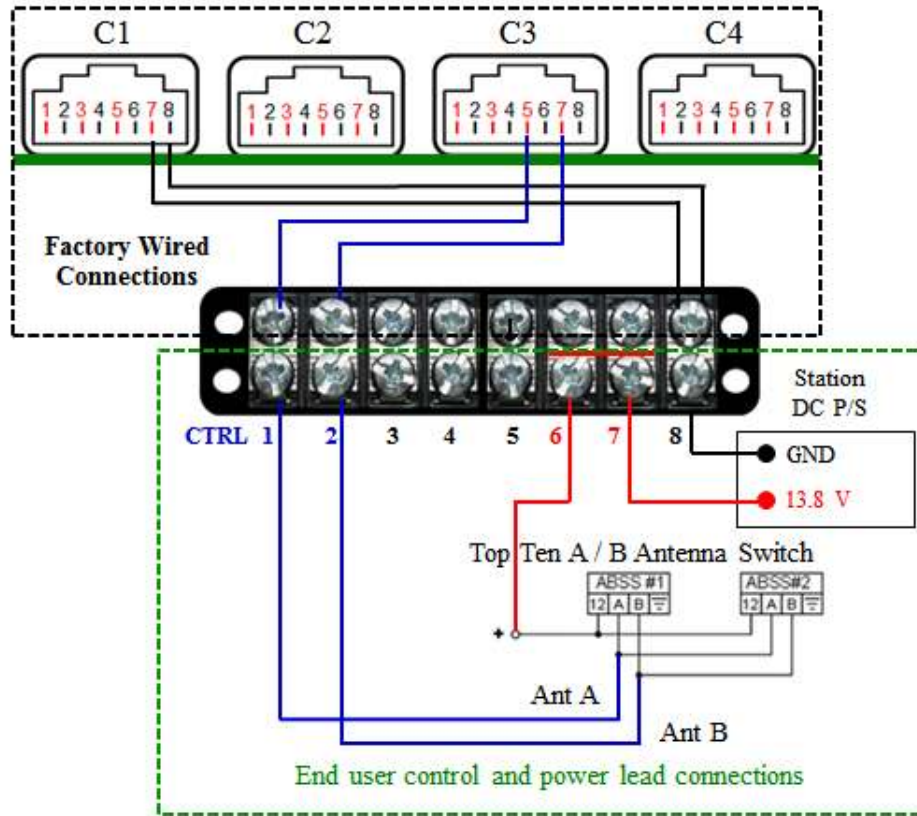 C1 C2 C3 C4
1 2 3 4 5 6 7 8 1 2 3 4 5 6 7 8 1 2 3 4 5 6 7 8 1 2 3 4 5 6 7 8
Factory Wired
Connections
Station
DC P/S
CTRL 1 2 3 4 5 6 7 8
GND
13.8 V
Top Ten A / B Antenna Switch
ABSS #1 ABSS#2
12 A B 12 A B
+
Ant A
Ant B
End user control and power lead connections